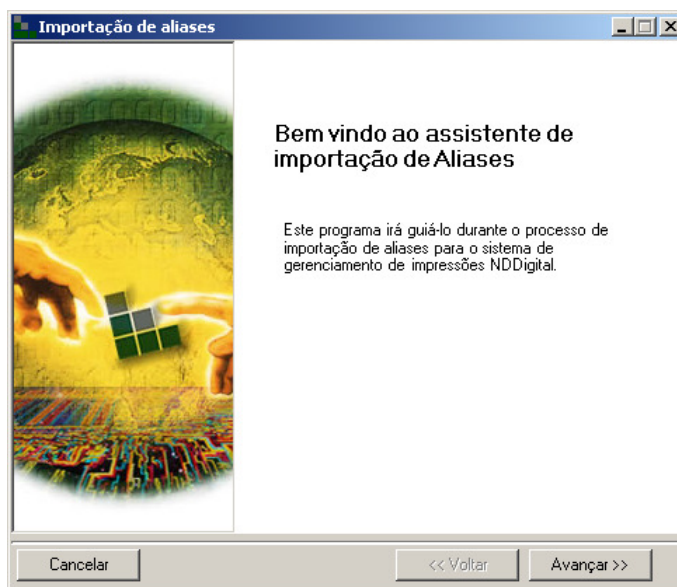 Importação de aliases
Bem vindo ao assistente de
importação de Aliases
Este programa irá guiá-lo durante o processo de
importação de aliases para o sistema de
gerenciamento de impressões NDDigital.
Cancelar
<< Voltar
Avançar >>